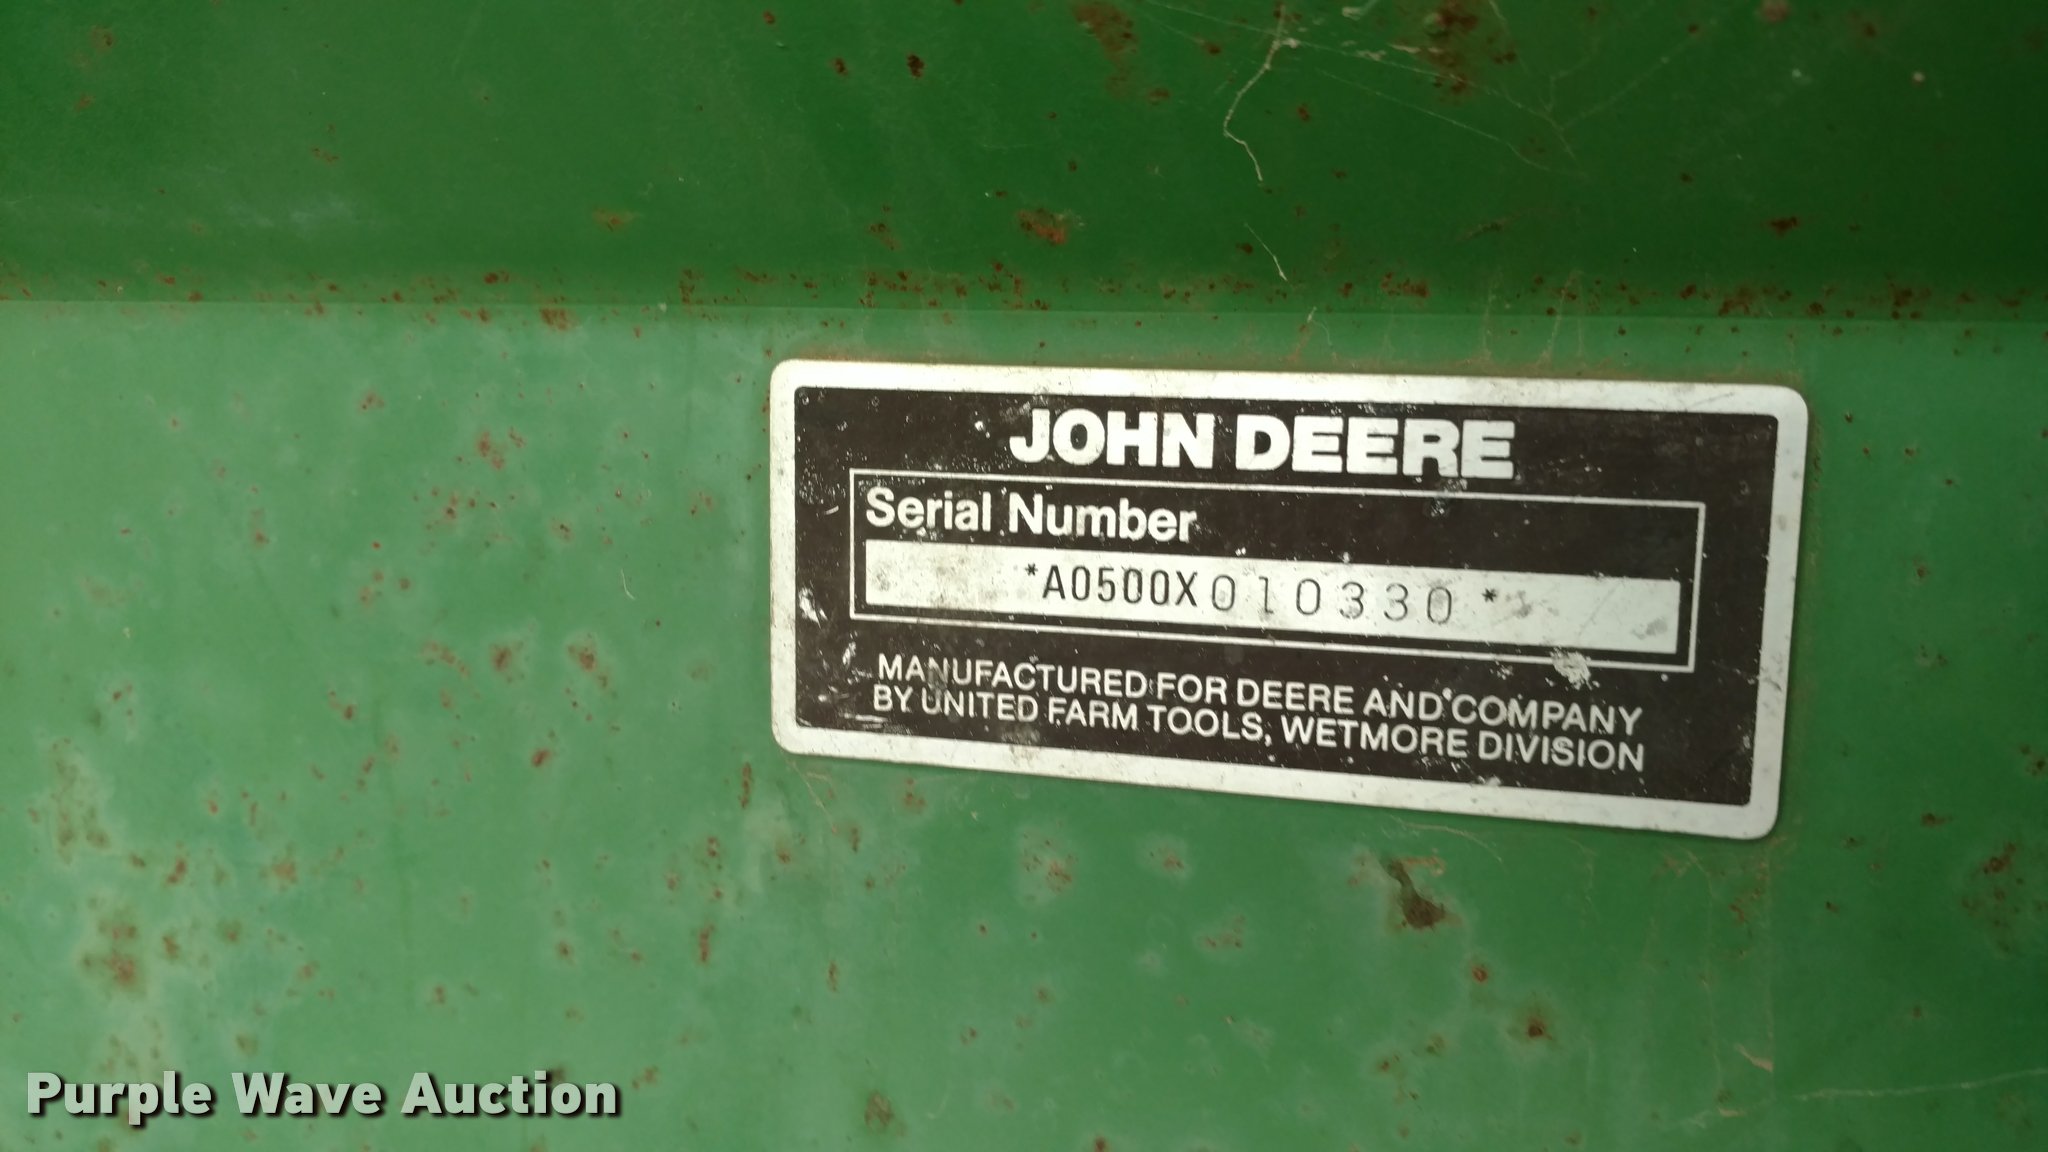 JOHN DEERE
Serial Number
*A0500X010330*
MANUFACTURED FOR DEERE AND COMPANY
BY UNITED FARM TOOLS, WETMORE DIVISION
Purple Wave Auction